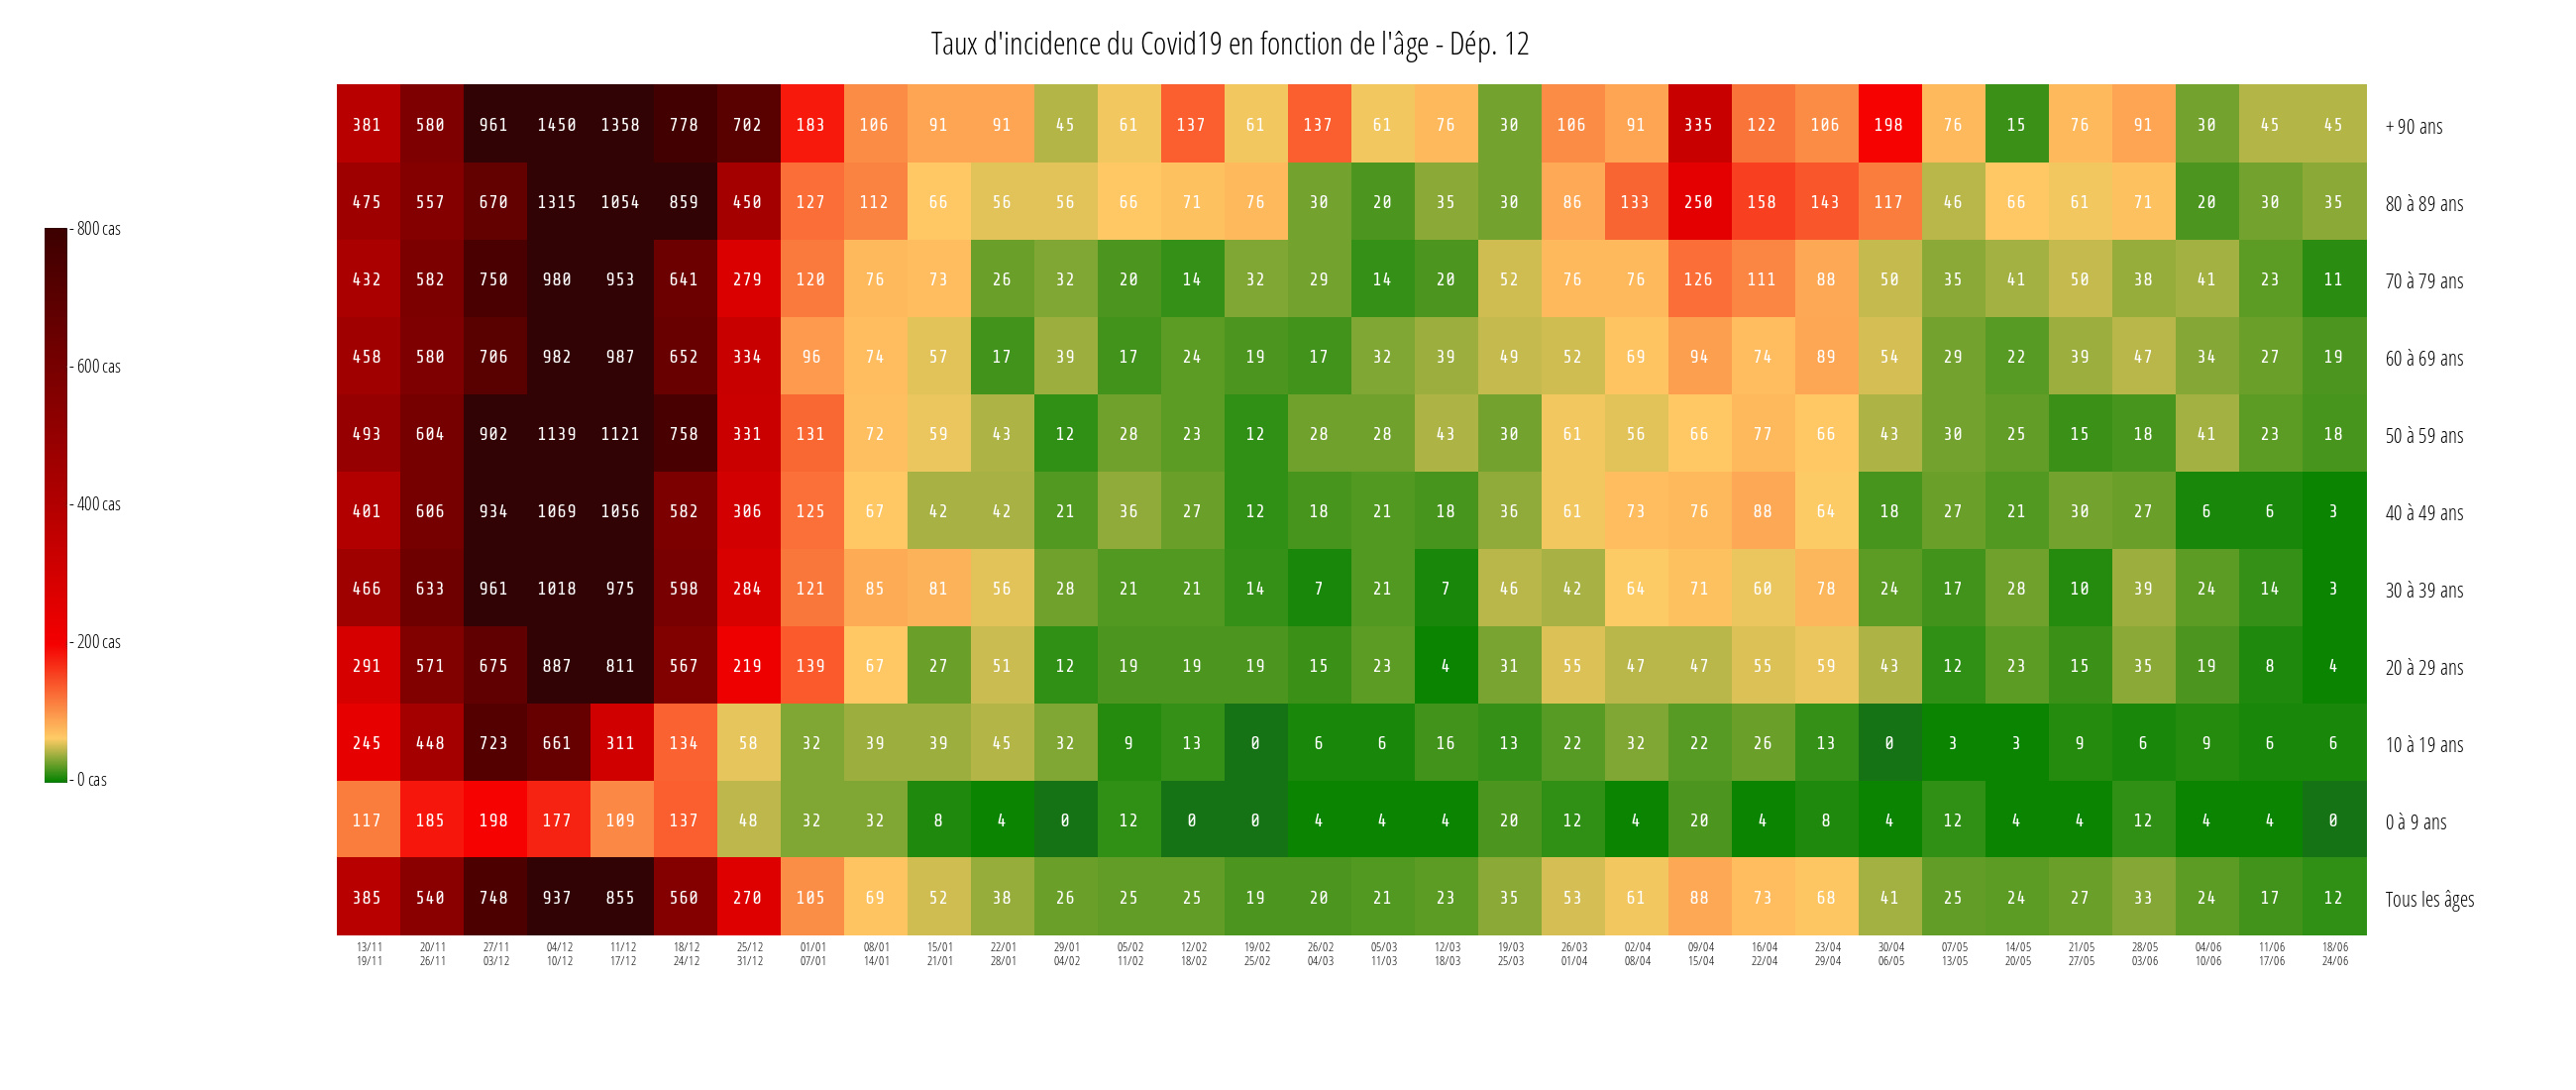 Taux d'incidence du Covid19 en fonction de l'âge - Dép. 12
381 580 961 1450 1358 778 702 183 106 91 91 45 61 137 61 137 61 76 30 106 91 335 122 106 198 76 15 76 91 30 45 45 + 90 ans
475 557 670 1315 1054 859 450 127 112 66 56 56 66 71 76 30 20 35 30 86 133 250 158 143 117 46 66 61 71 20 30 35 80 à 89 ans
- 800 cas
432 582 750 980 953 641 279 120 76 73 26 32 20 14 32 29 14 20 52 76 76 126 111 88 50 35 41 50 38 41 23 11 70 à 79 ans
458 580 706 982 987 652 334 96 74 57 17 39 17 24 19 17 32 39 49 52 69 94 74 89 54 29 22 39 47 34 27 19 60 à 69 ans
- 600 cas
493 604 902 1139 1121 758 331 131 72 59 43 12 28 23 12 28 28 43 30 61 56 66 77 66 43 30 25 15 18 41 23 18 50 à 59 ans
- 400 cas
401 606 934 1069 1056 582 306 125 67 42 42 21 36 27 12 18 21 18 36 61 73 76 88 64 18 27 21 30 27 6 6 3 40 à 49 ans
466 633 961 1018 975 598 284 121 85 81 56 28 21 21 14 7 21 7 46 42 64 71 60 78 24 17 28 10 39 24 14 3 30 à 39 ans
- 200 cas
291 571 675 887 811 567 219 139 67 27 51 12 19 19 19 15 23 4 31 55 47 47 55 59 43 12 23 15 35 19 8 4 20 à 29 ans
245 448 723 661 311 134 58 32 39 39 45 32 9 13 0 6 6 16 13 22 32 22 26 13 0 3 3 9 6 9 6 6 10 à 19 ans
- 0 cas
117 185 198 177 109 137 48 32 32 8 4 0 12 0 0 4 4 4 20 12 4 20 4 8 4 12 4 4 12 4 4 0 0 à 9 ans
385 540 748 937 855 560 270 105 69 52 38 26 25 25 19 20 21 23 35 53 61 88 73 68 41 25 24 27 33 24 17 12 Tous les âges
13/11 20/11 27/11 04/12 11/12 18/12 25/12 01/01 08/01 15/01 22/01 29/01 05/02 12/02 19/02 26/02 05/03 12/03 19/03 26/03 02/04 09/04 16/04 23/04 30/04 07/05 14/05 21/05 28/05 04/06 11/06 18/06
19/11 26/11 03/12 10/12 17/12 24/12 31/12 07/01 14/01 21/01 28/01 04/02 11/02 18/02 25/02 04/03 11/03 18/03 25/03 01/04 08/04 15/04 22/04 29/04 06/05 13/05 20/05 27/05 03/06 10/06 17/06 24/06